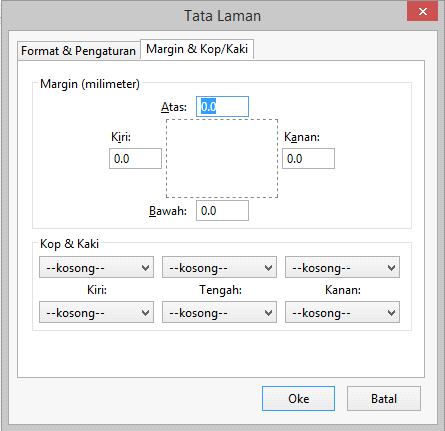 Tata Laman
Format & Pengaturan Margin & Kop/Kaki
Margin (milimeter)
Atas: 0.0
Kiri: Kanan:
0.0 0.0
Bawah: 0.0
Kop & Kaki
--kosong-- --kosong-- --kosong--
Kiri: Tengah: Kanan:
--kosong-- --kosong-- --kosong--
Oke Batal